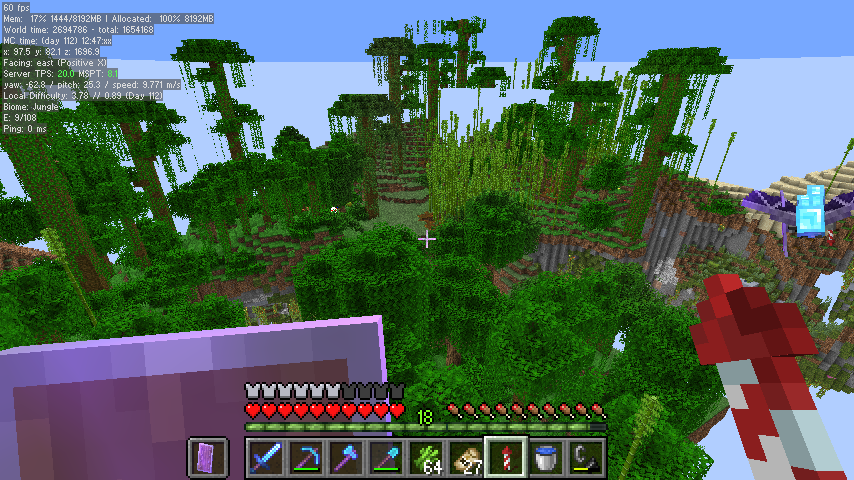 60 fps
Mem: 17% 1444/8192MB | Allocated: 100% 8192MB
World time: 2694786 - total: 1654168
MC time: (day 112) 12:47:xx
x: 97.5 y: 92.1 z: 1696.9
Facing: east (Positive X)
Server TPS: 20.0 MSPT: 8.1
yaw: -62.8 / pitch: 25.3 / speed: 9.771 m/s
Local Difficulty: 3.78 // 0.89 (Day 112)
Biome: Jungle
E: 9/108
Ping: 0 ms
18
64
27